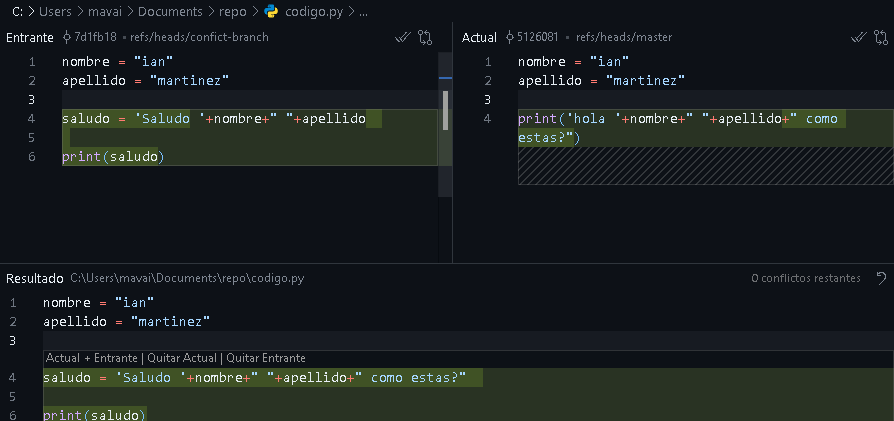 C: > Users > mavai > Documents > repo > codigo.py > ...
Entrante 7d1fb18 • refs/heads/confict-branch
1 nombre = "ian"
2 apellido = "martinez"
3
4 saludo = 'Saludo '+nombre+" "+apellido
5
6 print(saludo)
Actual 5126081 • refs/heads/master
1 nombre = "ian"
2 apellido = "martinez"
3
4 print('hola '+nombre+" "+apellido+" como
estas?")
Resultado C:\Users\mavai\Documents\repo\codigo.py 0 conflictos restantes
1 nombre = "ian"
2 apellido = "martinez"
3
Actual + Entrante | Quitar Actual | Quitar Entrante
4 saludo = 'Saludo '+nombre+" "+apellido+" como estas?"
5
6 print(saludo)